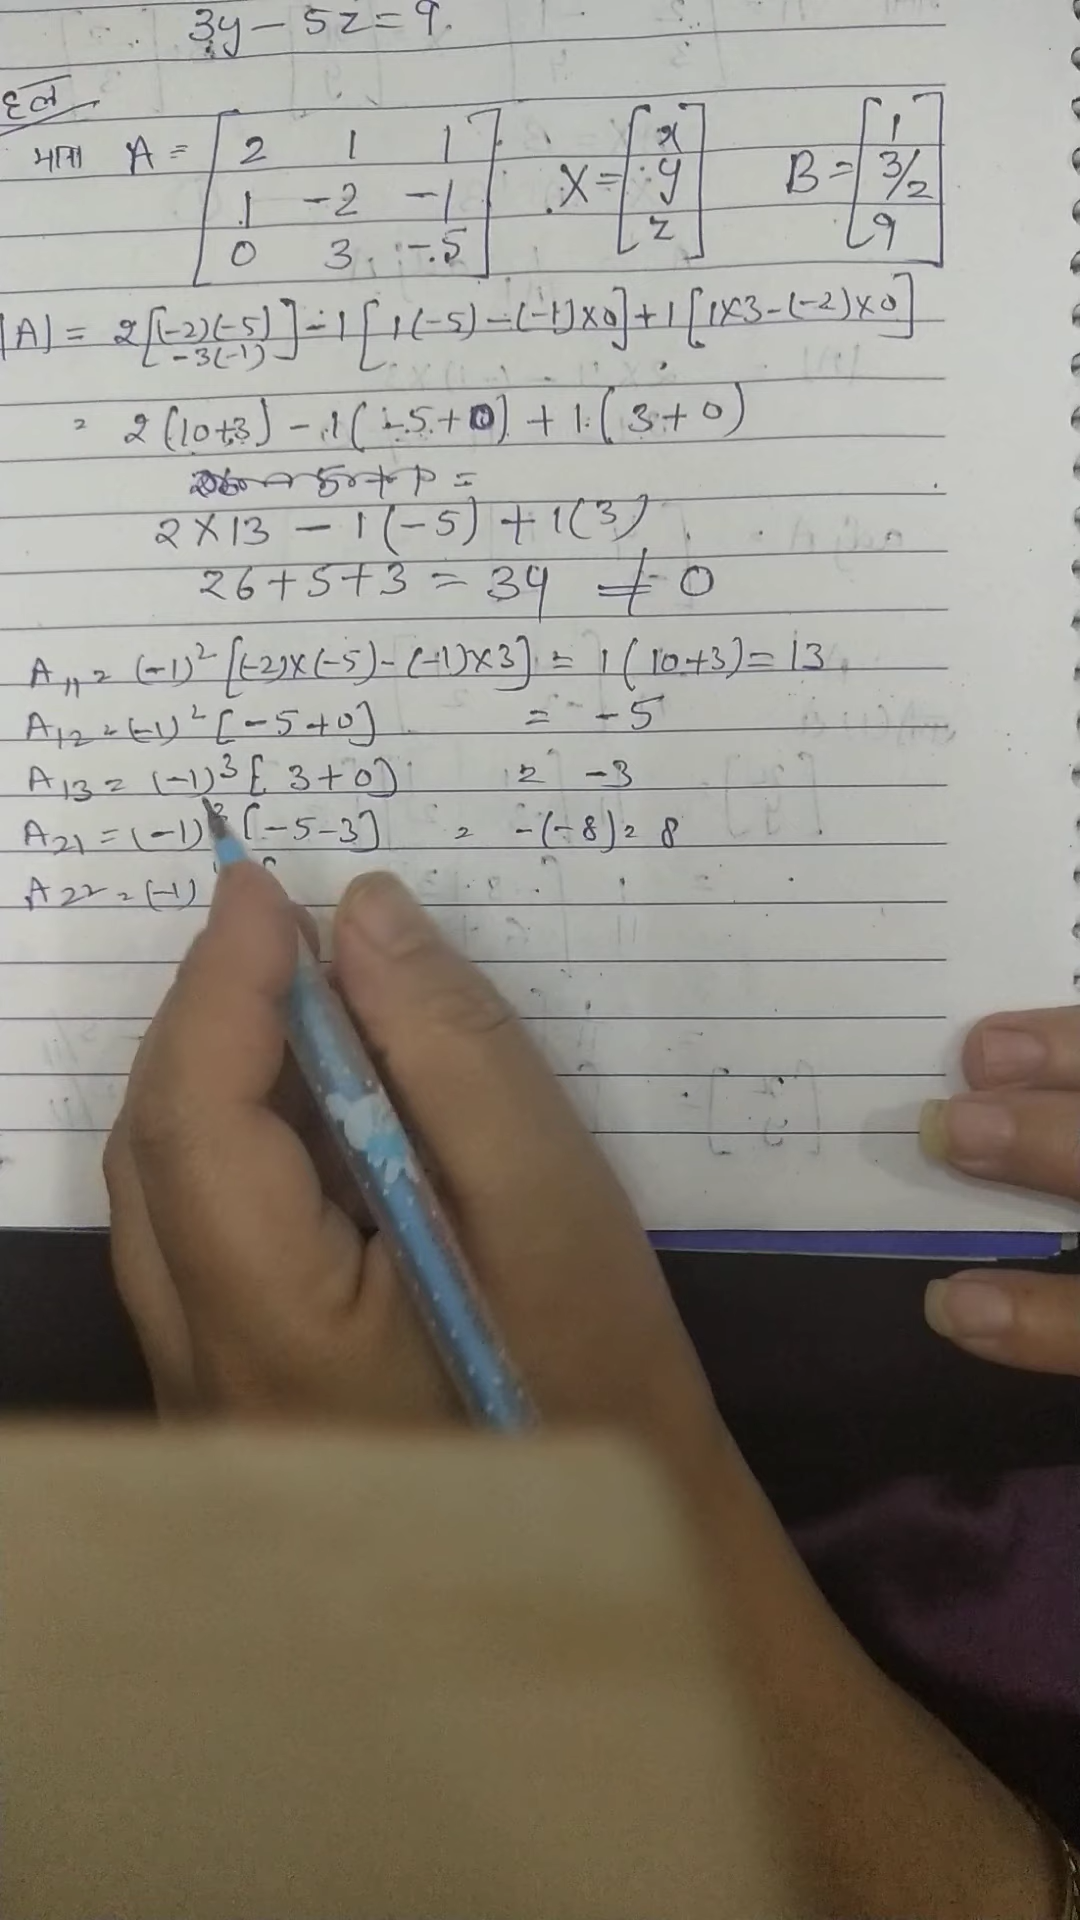 3y - 5z = 9.
हल
माना A = [ 2 1 1 X = [ x B = [ 1
1 -2 -1 y 3/2
0 3 -5 ] z ] 9 ]
|A| = 2[(-2)(-5) -3(-1)] - 1[1(-5) - (-1)×0] + 1[1×3 - (-2)×0]
= 2(10+3) - 1(-5+0) + 1(3+0)
2×13 - 1(-5) + 1(3)
26+5+3 = 34 ≠ 0
A11 = (-1)² [(-2)×(-5) - (-1)×3] = 1(10+3) = 13
A12 = (-1)² [-5+0] = -5
A13 = (-1)³ [3+0) = -3
A21 = (-1)³ [-5-3] = -(-8) = 8
A22 = (-1)